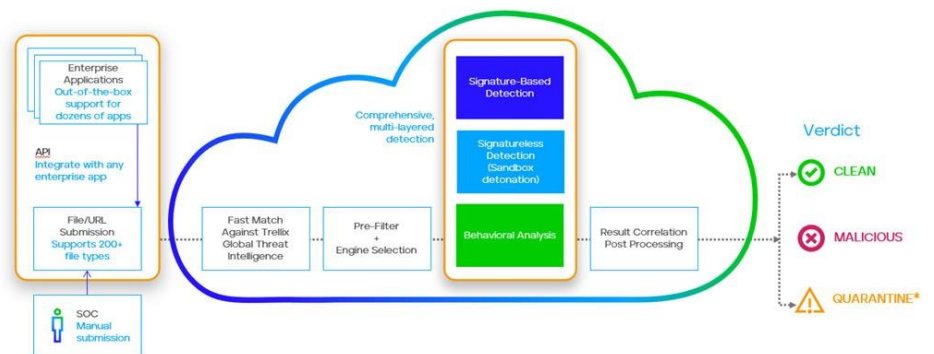 Enterprise
Applications
Out-of-the-box
support for
dozens of apps
API
Integrate with any
enterprise app
File/URL
Submission
Supports 200+
file types
SOC
Manual
submission
Fast Match
Against Trellix
Global Threat
Intelligence
Pre-Filter
+
Engine Selection
Comprehensive,
multi-layered
detection
Signature-Based
Detection
Signatureless
Detection
(Sandbox
detonation)
Behavioral Analysis
Result Correlation
Post Processing
Verdict
CLEAN
MALICIOUS
QUARANTINE*